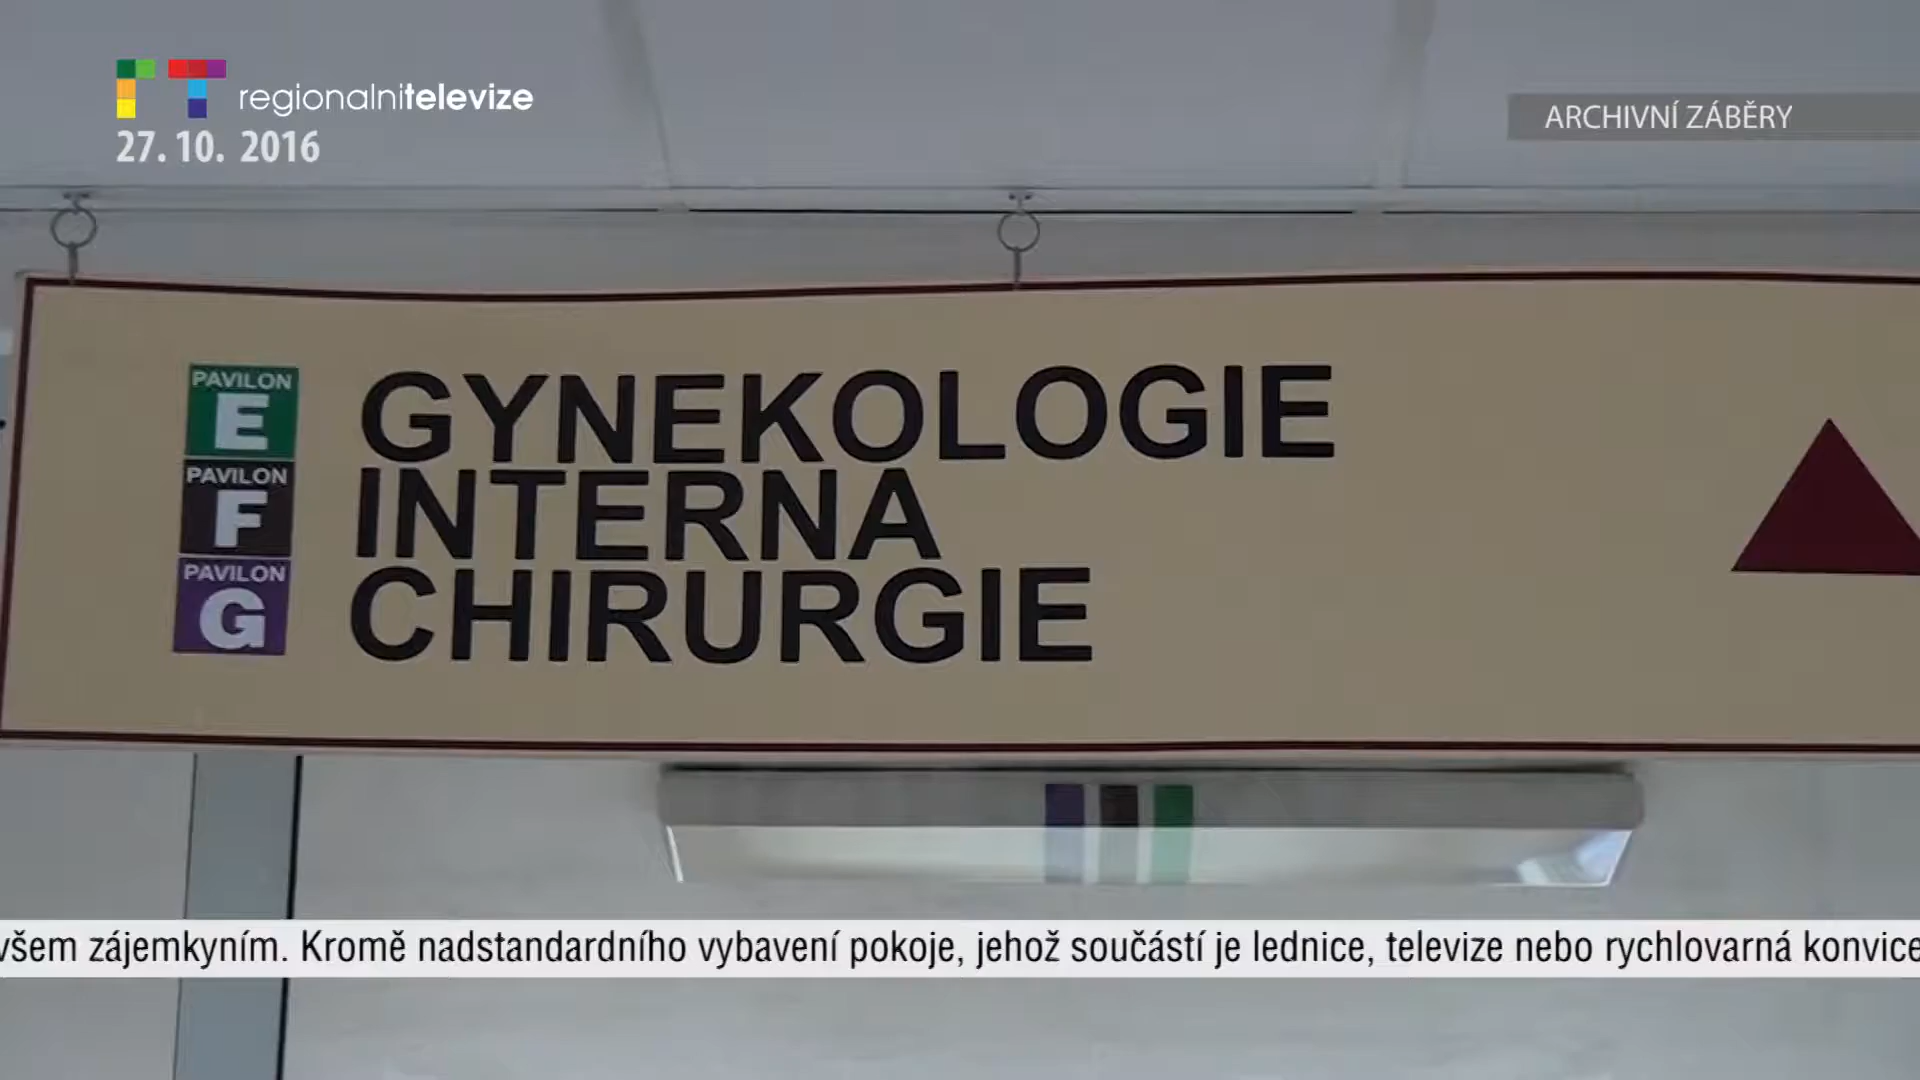 regionalnitelevize
27. 10. 2016
ARCHIVNÍ ZÁBĚRY
PAVILON
E
GYNEKOLOGIE
PAVILON
F
INTERNA
PAVILON
G
CHIRURGIE
všem zájemkyním. Kromě nadstandardního vybavení pokoje, jehož součástí je lednice, televize nebo rychlovarná konvice